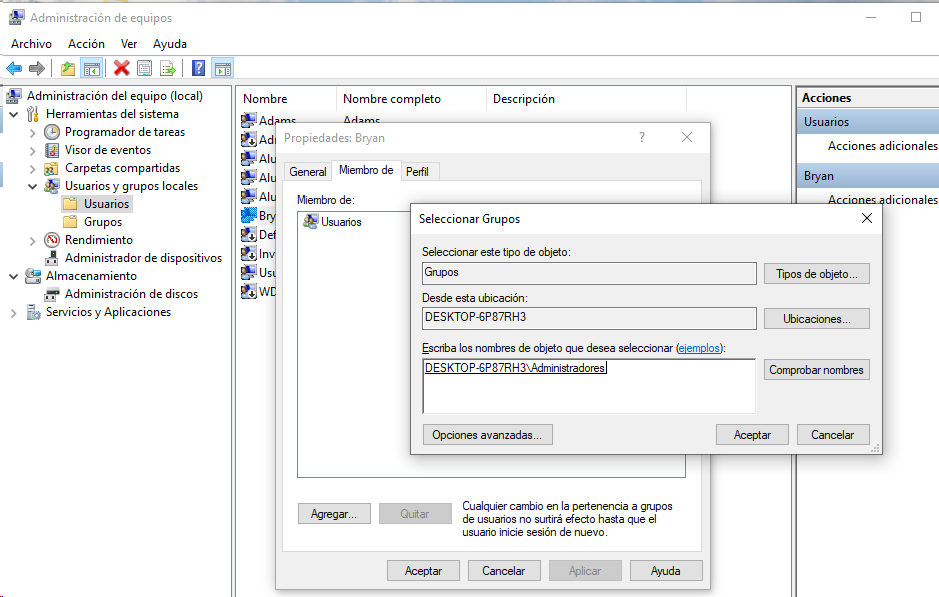 Administración de equipos
Archivo Acción Ver Ayuda
Administración del equipo (local)
Herramientas del sistema
Programador de tareas
Visor de eventos
Carpetas compartidas
Usuarios y grupos locales
Usuarios
Grupos
Rendimiento
Administrador de dispositivos
Almacenamiento
Administración de discos
Servicios y Aplicaciones
Nombre Nombre completo Descripción
Adams Adams
Adr
Alu
Alu
Alu
Bry
Def
Inv
Usu
WD
Acciones
Usuarios
Acciones adicionales
Bryan
Acciones adicionales
Propiedades: Bryan
?
General Miembro de Perfil
Miembro de:
Usuarios
Agregar... Quitar
Cualquier cambio en la pertenencia a grupos
de usuarios no surtirá efecto hasta que el
usuario inicie sesión de nuevo.
Aceptar Cancelar Aplicar Ayuda
Seleccionar Grupos
Seleccionar este tipo de objeto:
Grupos Tipos de objeto...
Desde esta ubicación:
DESKTOP-6P87RH3 Ubicaciones...
Escriba los nombres de objeto que desea seleccionar (ejemplos):
DESKTOP-6P87RH3\Administradores Comprobar nombres
Opciones avanzadas... Aceptar Cancelar